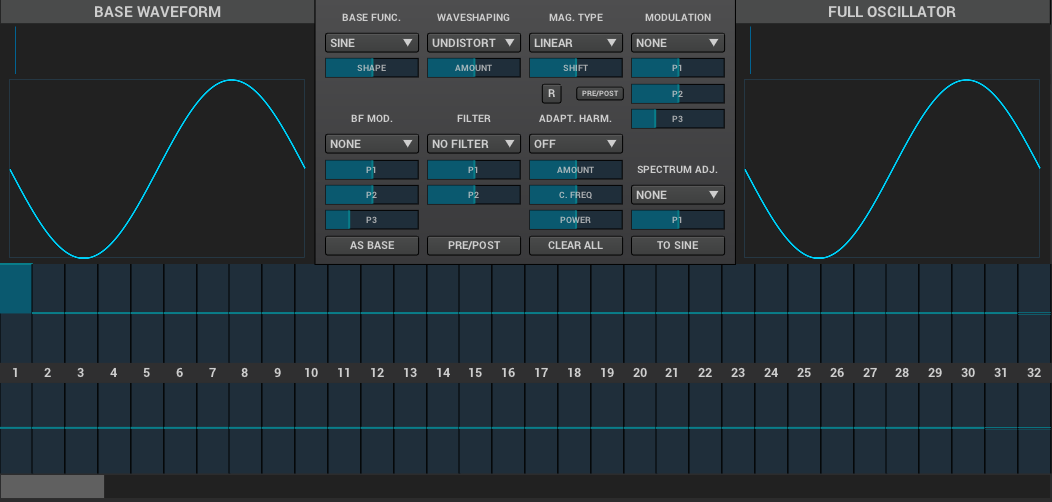 BASE WAVEFORM
BASE FUNC. WAVESHAPING MAG. TYPE MODULATION
FULL OSCILLATOR
SINE UNDISTORT LINEAR NONE
SHAPE AMOUNT SHIFT P1
R PRE/POST P2
BF MOD. FILTER ADAPT. HARM. P3
NONE NO FILTER OFF
P1 P1 AMOUNT SPECTRUM ADJ.
P2 P2 C. FREQ NONE
P3 POWER P1
AS BASE PRE/POST CLEAR ALL TO SINE
1 2 3 4 5 6 7 8 9 10 11 12 13 14 15 16 17 18 19 20 21 22 23 24 25 26 27 28 29 30 31 32